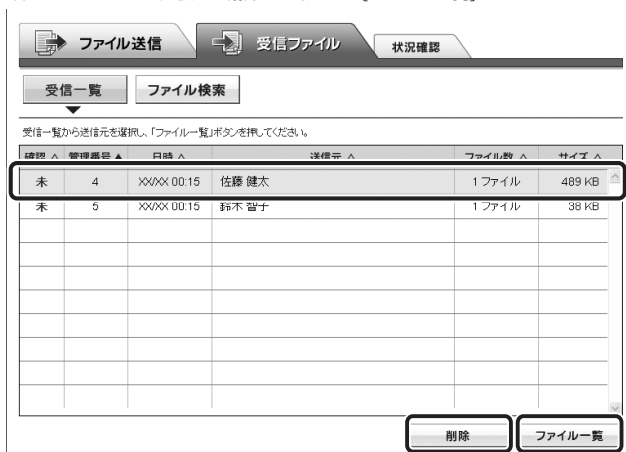 ファイル送信 受信ファイル 状況確認
受信一覧 ファイル検索
受信一覧から送信元を選択し、「ファイル一覧」ボタンを押してください。
確認 ∧ 管理番号▲ 日時 ∧ 送信元 ∧ ファイル数 ∧ サイズ ∧
未 4 XX/XX 00:15 佐藤 健太 1 ファイル 489 KB
未 5 XX/XX 00:15 鈴木 智子 1 ファイル 38 KB
削除 ファイル一覧